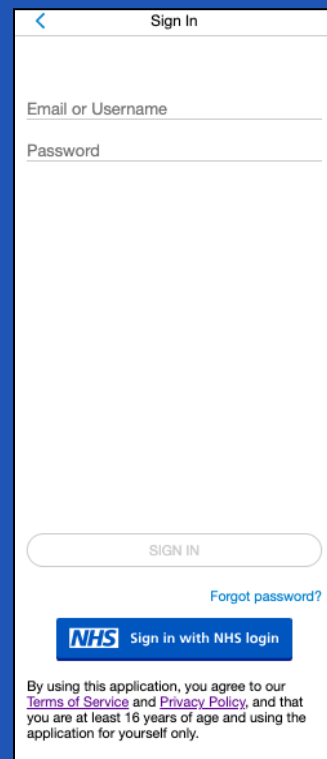 Sign In
Email or Username
Password
SIGN IN
Forgot password?
NHS Sign in with NHS login
By using this application, you agree to our
Terms of Service and Privacy Policy, and that
you are at least 16 years of age and using the
application for yourself only.